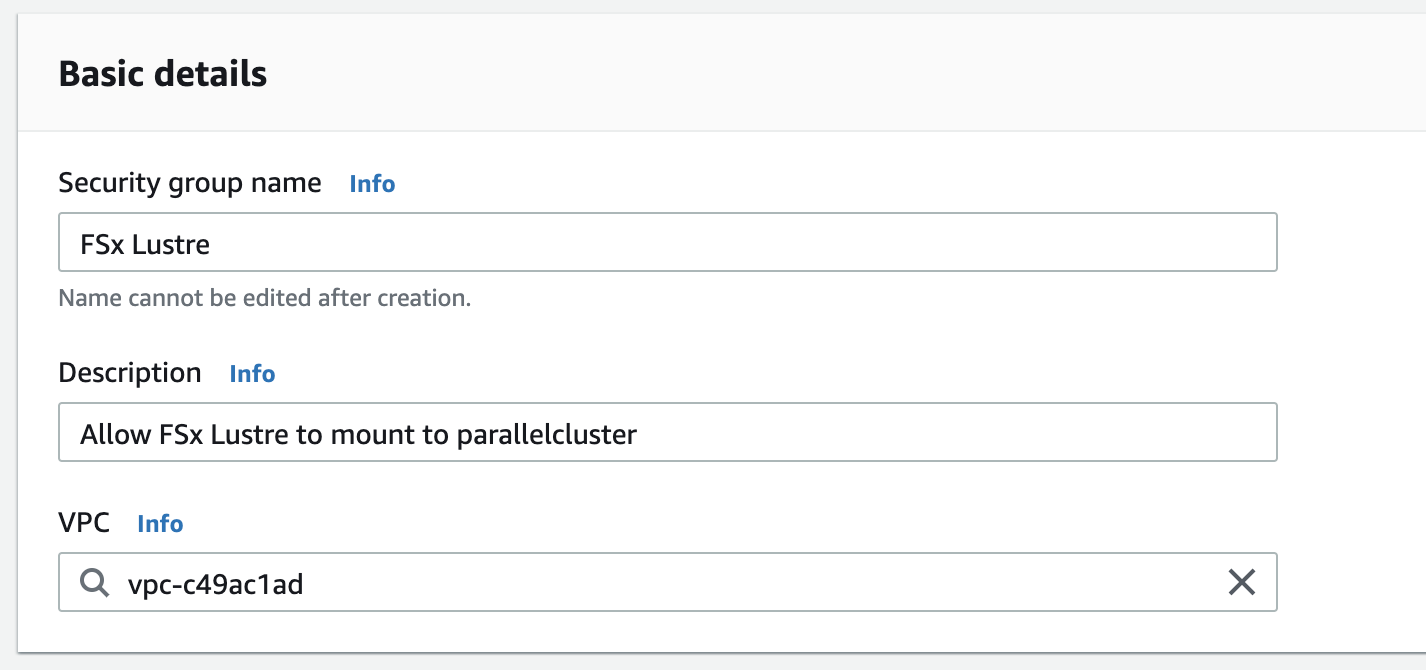 Basic details
Security group name Info
FSx Lustre
Name cannot be edited after creation.
Description Info
Allow FSx Lustre to mount to parallelcluster
VPC Info
vpc-c49ac1ad